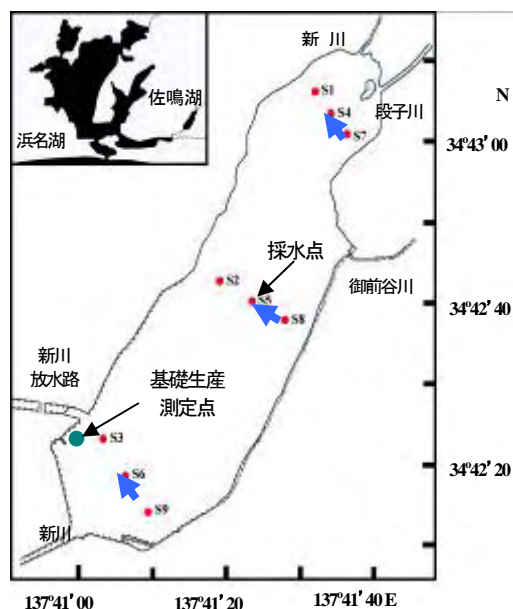 新川
佐鳴湖
浜名湖
段子川
N
S1
S4
S7
34°43' 00
採水点
S2
S5
S8
御前谷川
34°42' 40
新川
放水路
基礎生産
測定点
S3
S6
S9
34°42' 20
新川
137°41' 00
137°41' 20
137°41' 40 E